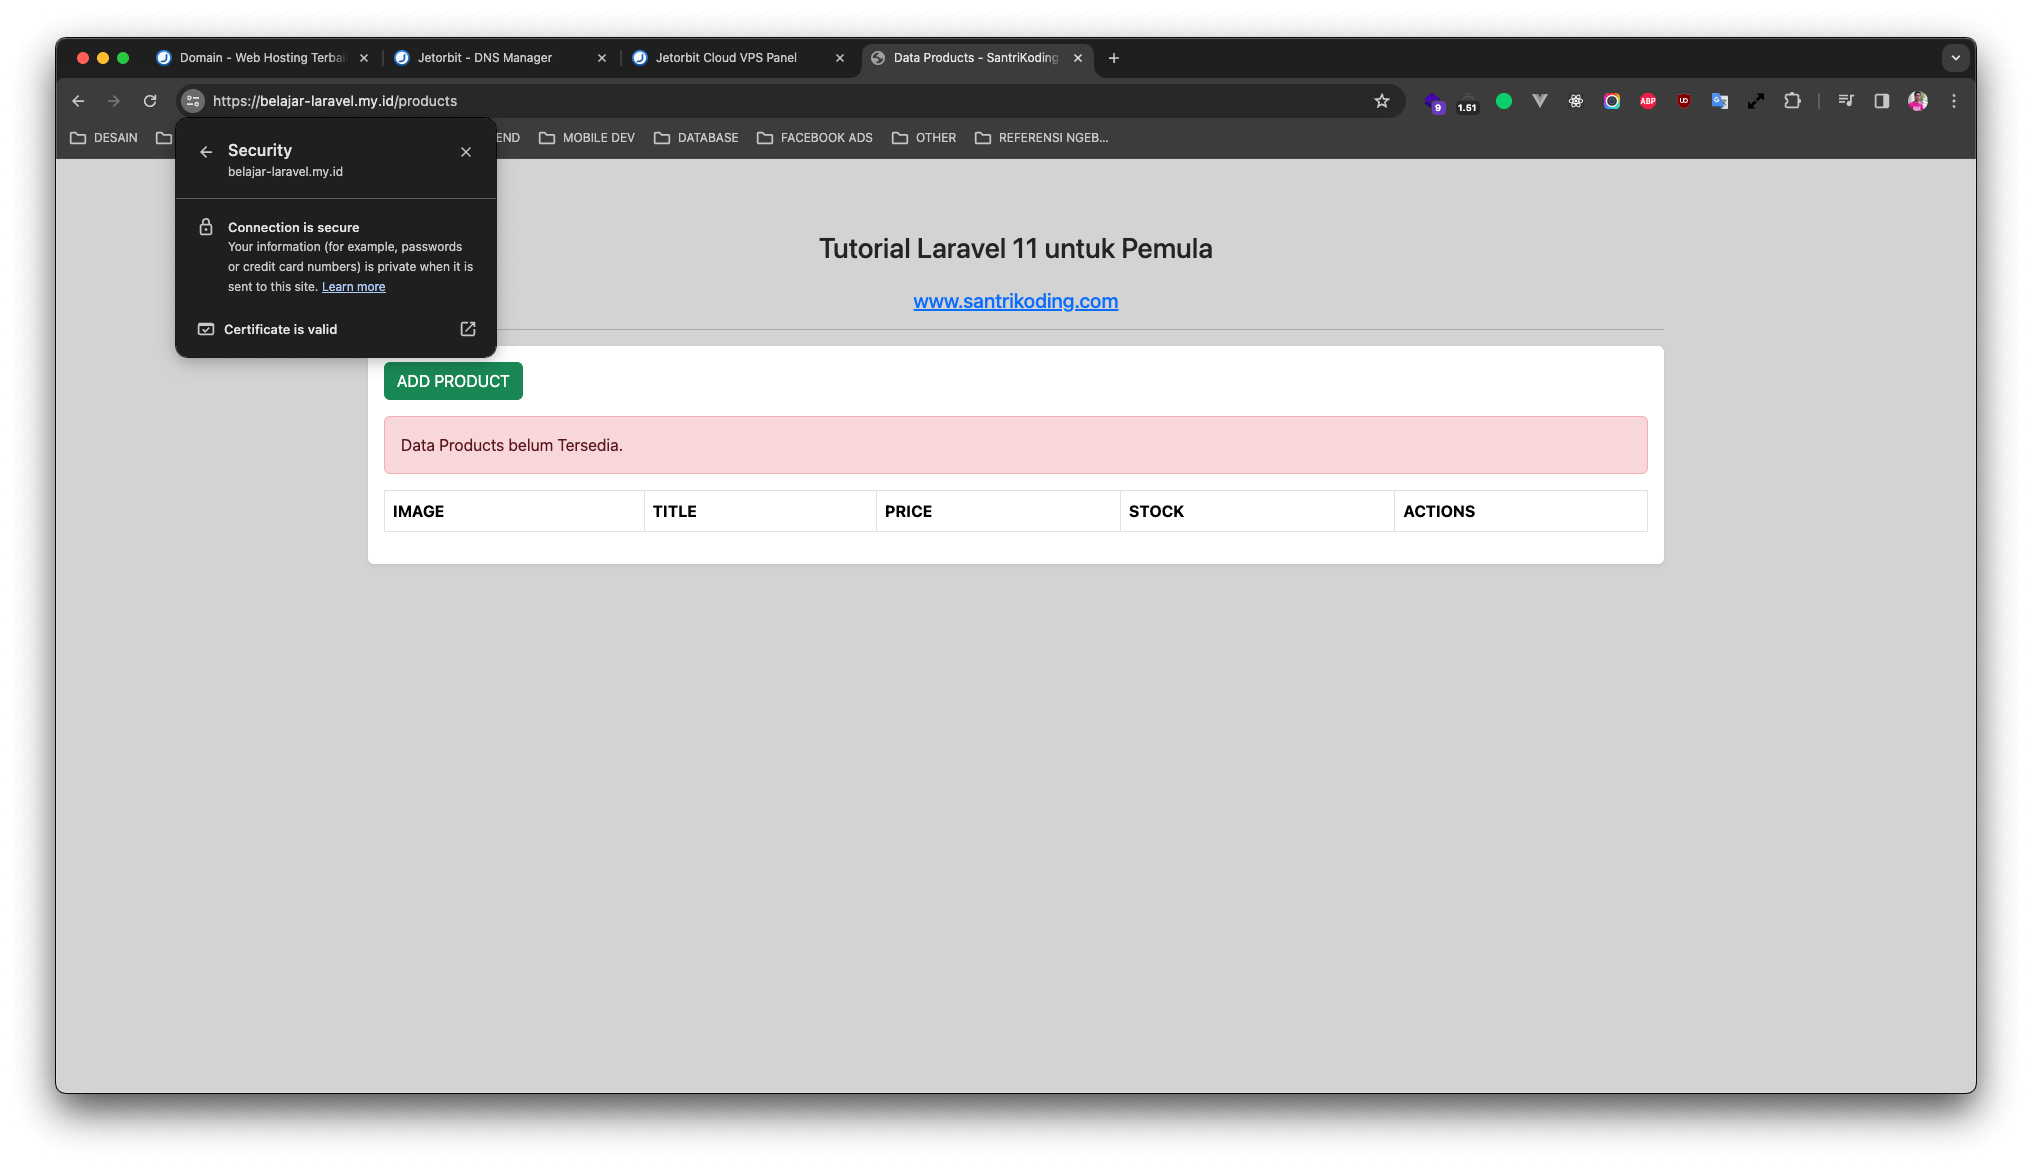 Domain - Web Hosting Terbai
Jetorbit - DNS Manager
Jetorbit Cloud VPS Panel
Data Products - SantriKoding
https://belajar-laravel.my.id/products
9
1.51
ABP
DESAIN
END
MOBILE DEV
DATABASE
FACEBOOK ADS
OTHER
REFERENSI NGEB...
Security
belajar-laravel.my.id
Connection is secure
Your information (for example, passwords
or credit card numbers) is private when it is
sent to this site. Learn more
Certificate is valid
Tutorial Laravel 11 untuk Pemula
www.santrikoding.com
ADD PRODUCT
Data Products belum Tersedia.
IMAGE TITLE PRICE STOCK ACTIONS